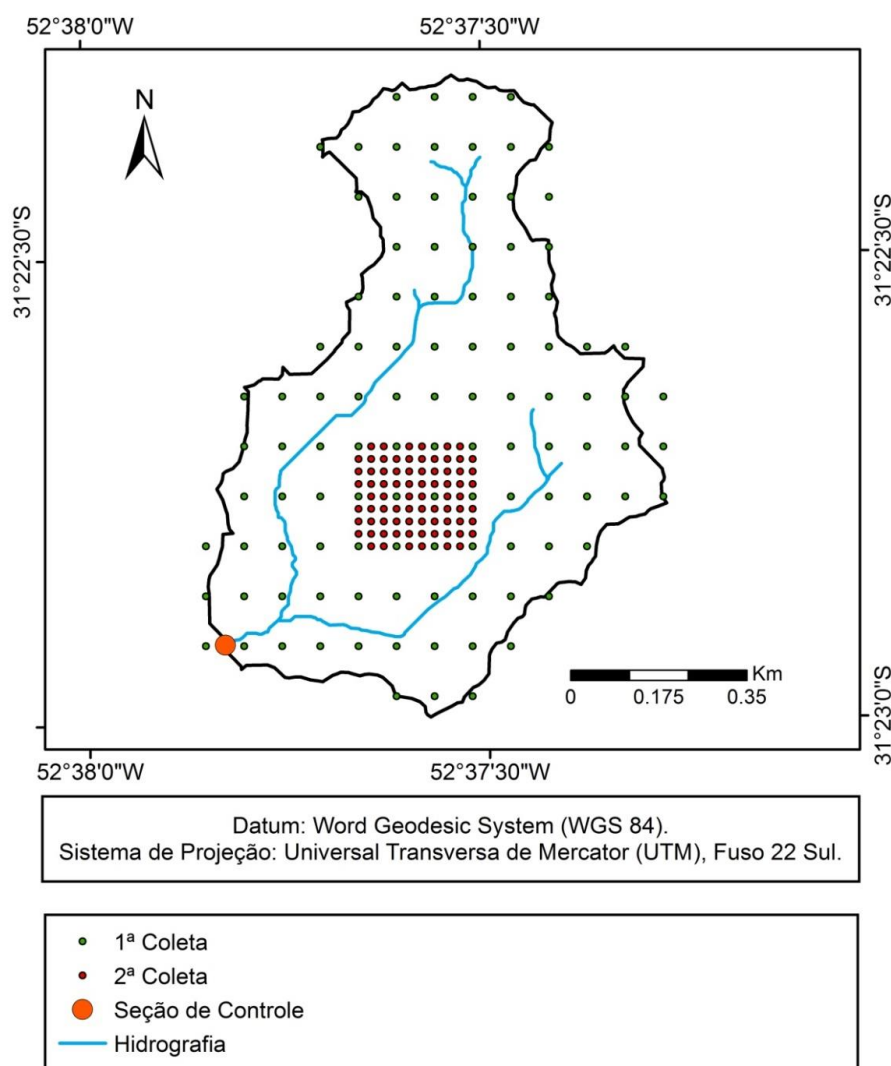 52°38'0"W 52°37'30"W
N
31°22'30"S 31°22'30"S
Km
0 0.175 0.35
31°23'0"S
52°38'0"W 52°37'30"W
Datum: Word Geodesic System (WGS 84).
Sistema de Projeção: Universal Transversa de Mercator (UTM), Fuso 22 Sul.
1ª Coleta
2ª Coleta
Seção de Controle
Hidrografia